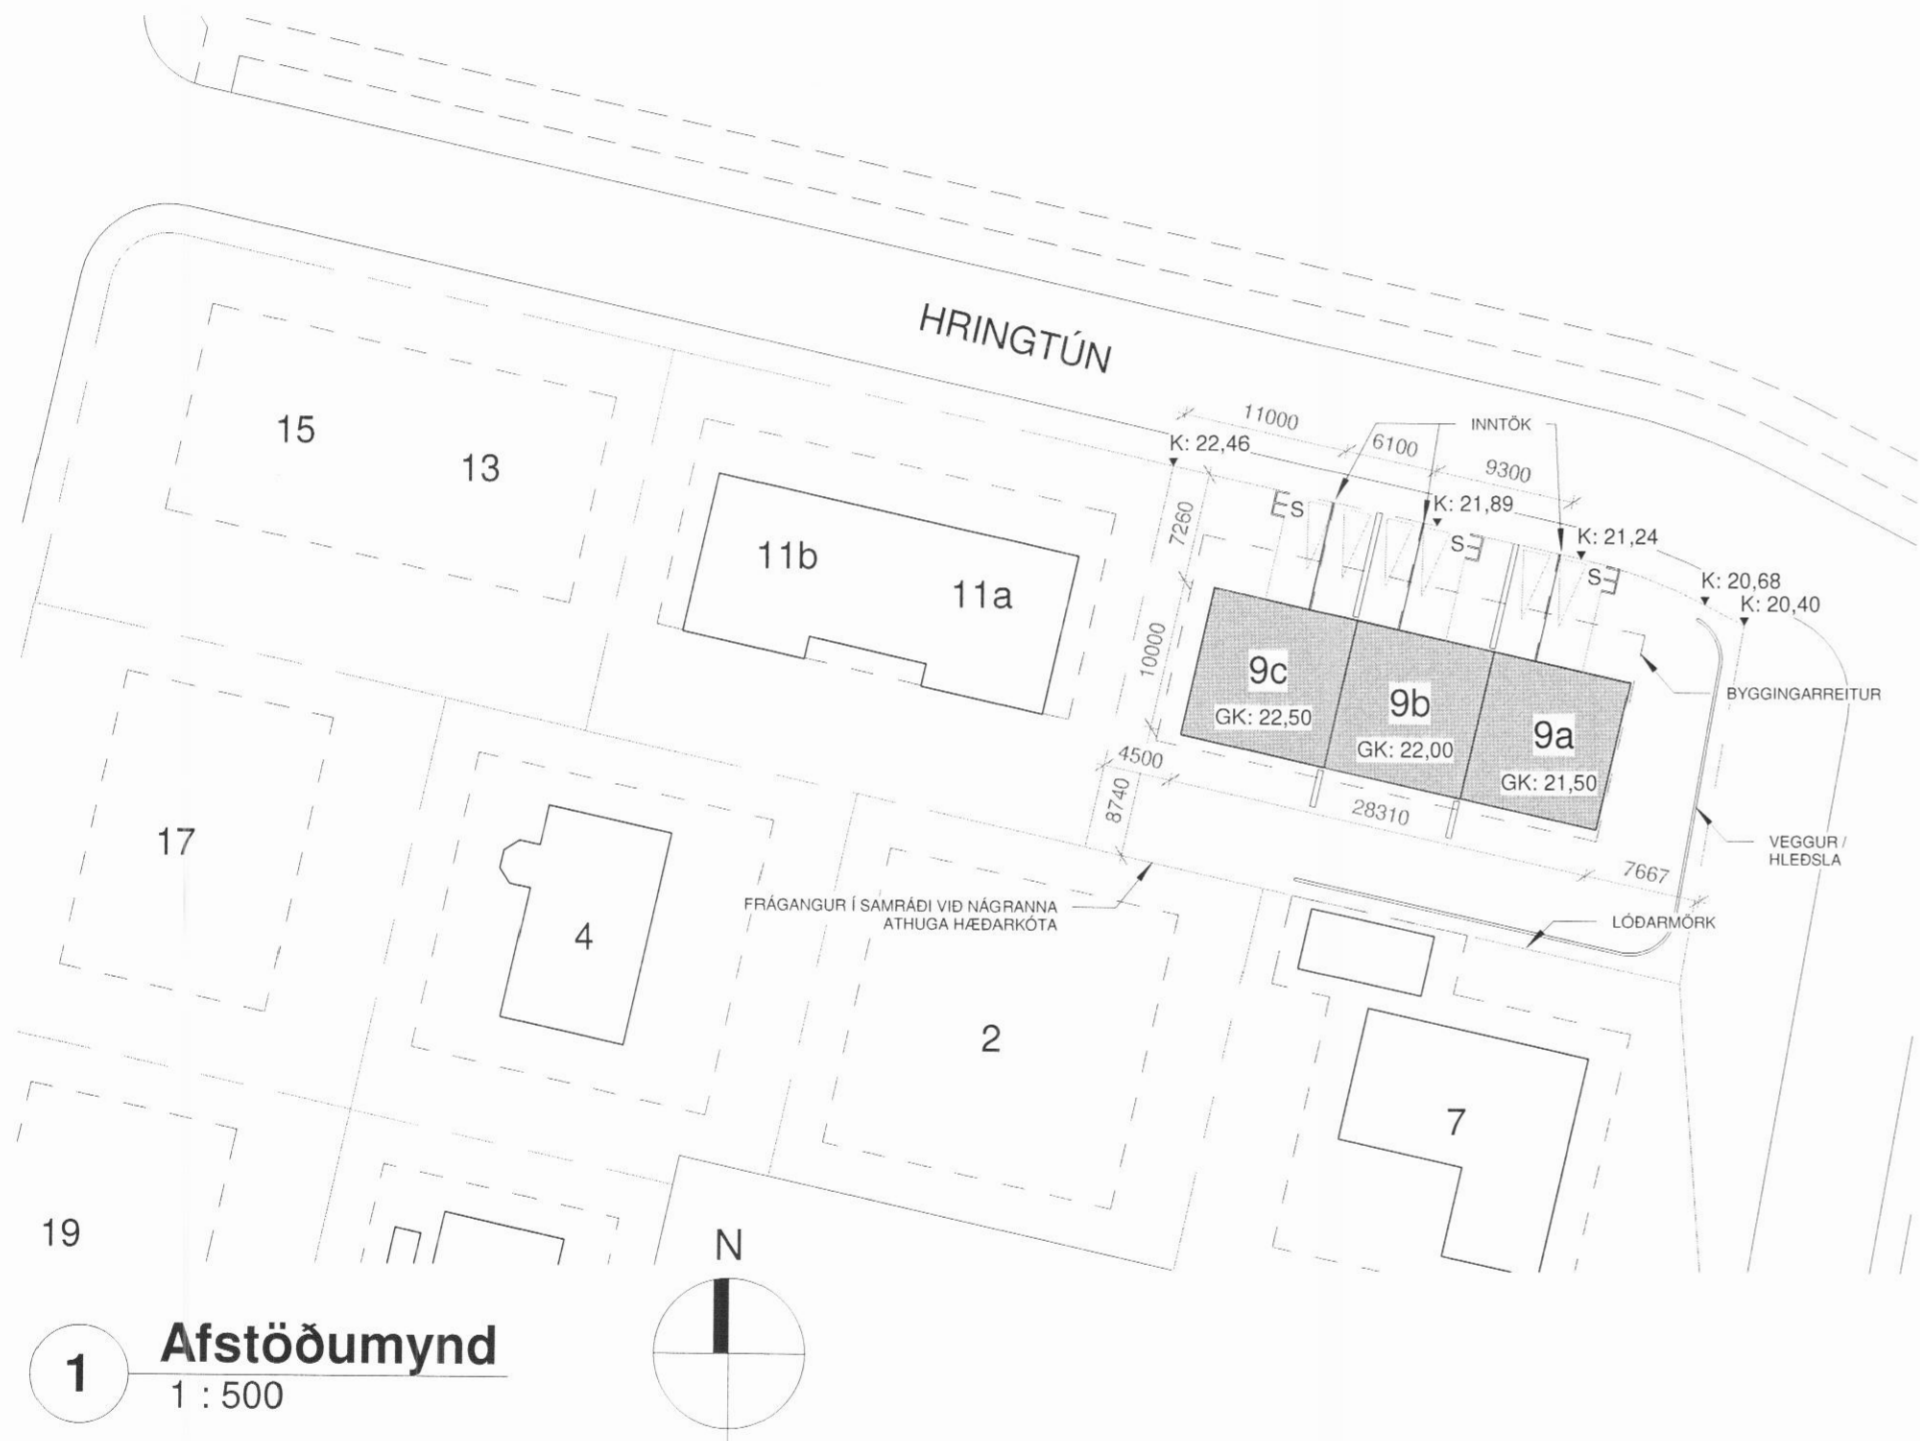 HRINGTÚN
11000
INNTÖK
K: 22,46
6100
9300
15
13
K: 21,89
7260
S
S
K: 21,24
S
K: 20,68
K: 20,40
11b
11a
10000
9c
GK: 22,50
9b
GK: 22,00
9a
GK: 21,50
BYGGINGARREITUR
4500
8740
28310
7667
VEGGUR /
HLEÐSLA
17
FRÁGANGUR Í SAMRÁÐI VIÐ NÁGRANNA
ATHUGA HÆÐARKÓTA
LÓÐARMÖRK
4
2
7
19
N
1
Afstöðumynd
1 : 500